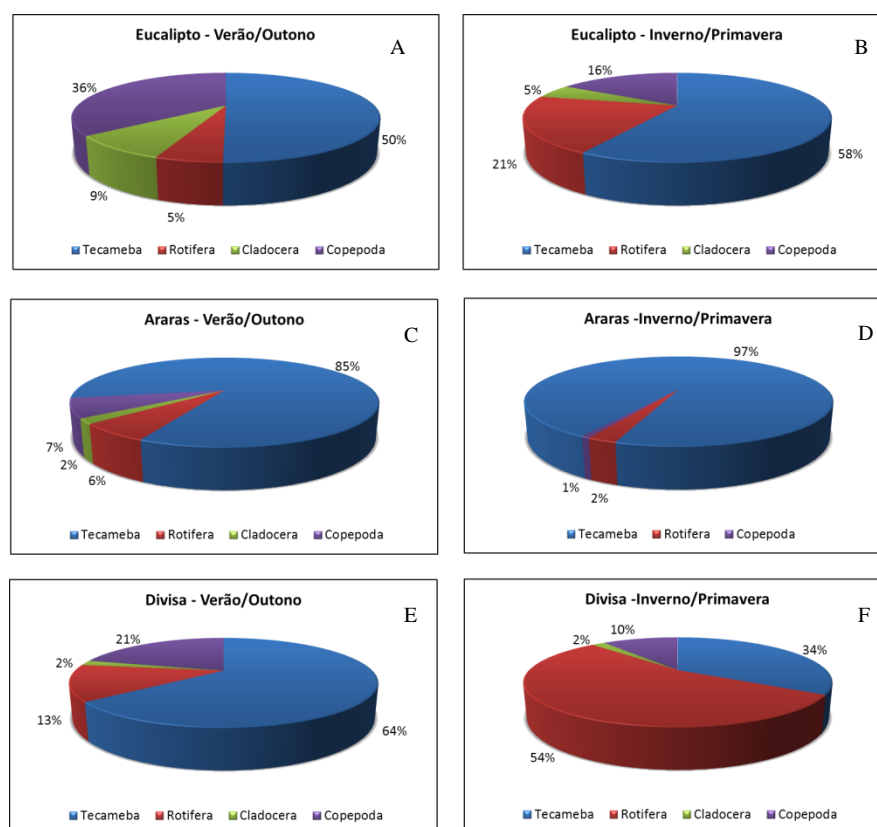 Eucalipto - Verão/Outono
A
36%
50%
9%
5%
Tecameba Rotifera Cladocera Copepoda
Eucalipto - Inverno/Primavera
B
16%
5%
21%
58%
Tecameba Rotifera Cladocera Copepoda
Araras - Verão/Outono
C
85%
7%
2%
6%
Tecameba Rotifera Cladocera Copepoda
Araras -Inverno/Primavera
D
97%
1%
2%
Tecameba Rotifera Copepoda
Divisa - Verão/Outono
E
21%
2%
13%
64%
Tecameba Rotifera Cladocera Copepoda
Divisa -Inverno/Primavera
F
10%
2%
34%
54%
Tecameba Rotifera Cladocera Copepoda